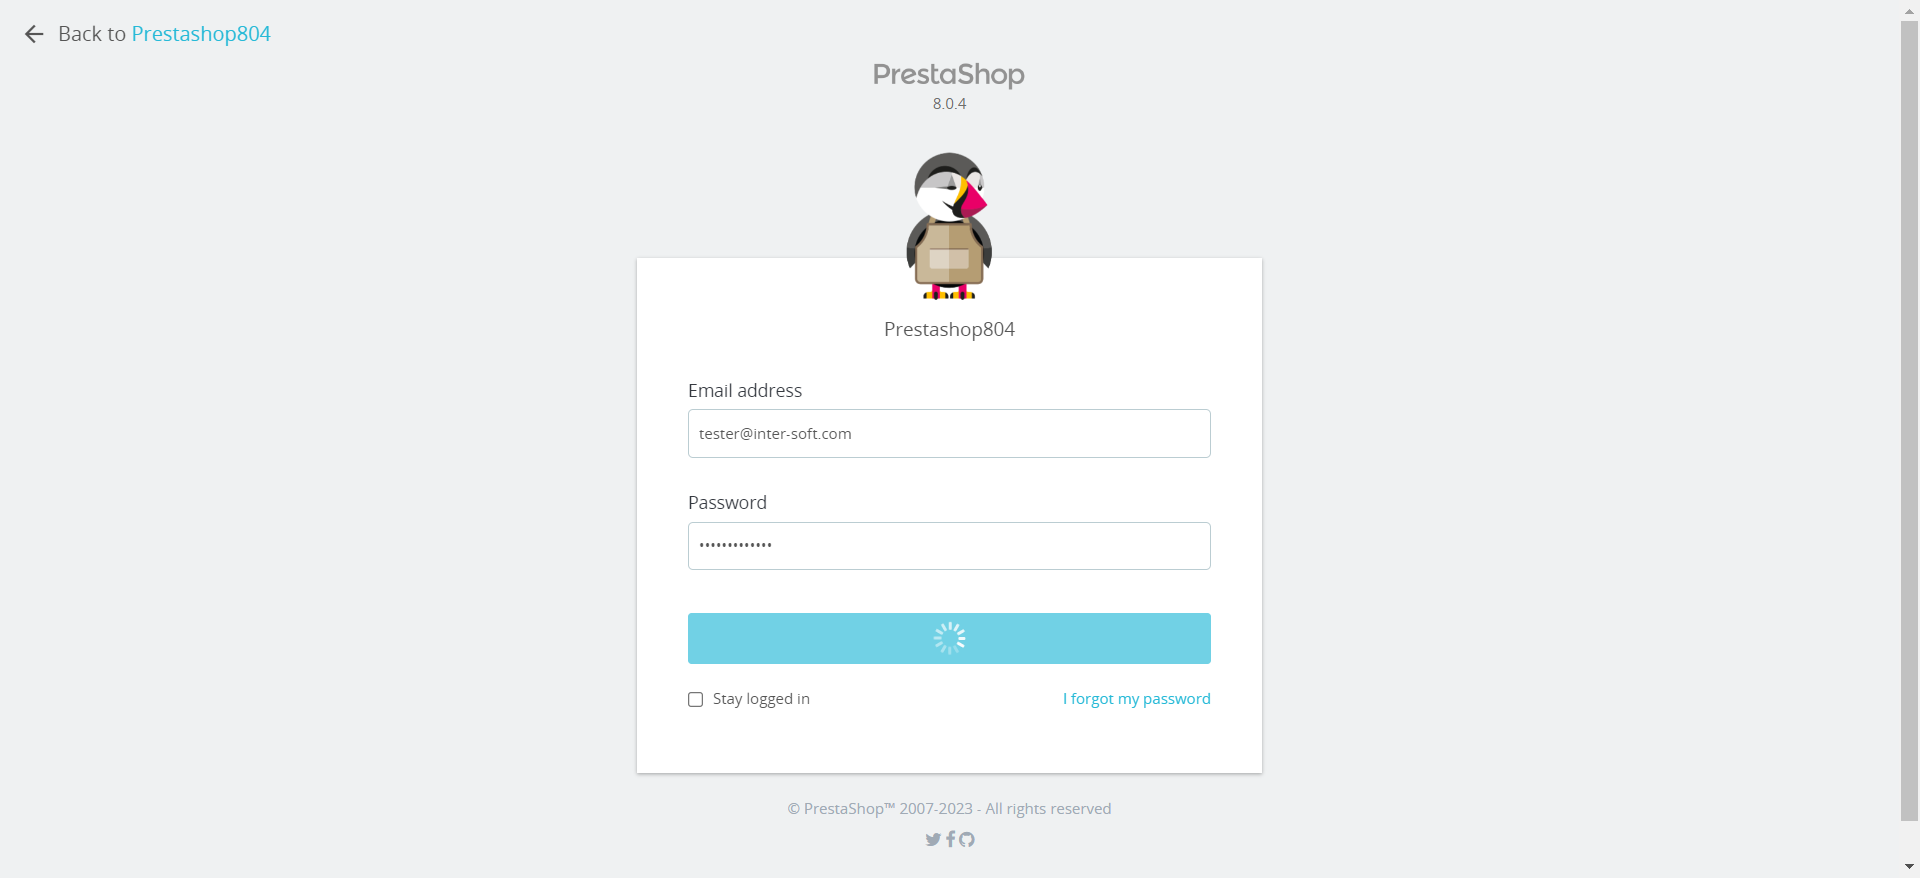 Back to Prestashop804
PrestaShop
8.0.4
Prestashop804
Email address
tester@inter-soft.com
Password
•••••••••••••
Stay logged in
I forgot my password
© PrestaShop™ 2007-2023 - All rights reserved